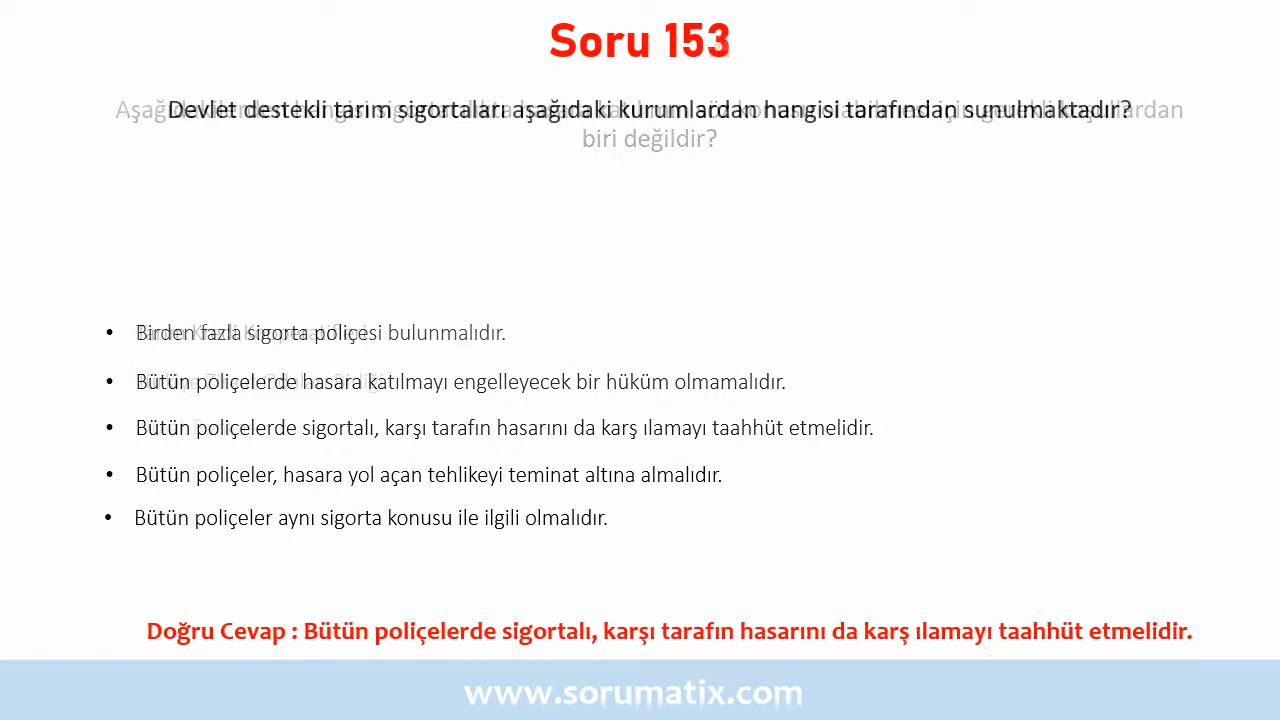 Soru 153
Devlet destekli tarım sigortaları aşağıdaki kurumlardan hangisi tarafından sunulmaktadır?
biri değildir?
• Birden fazla sigorta poliçesi bulunmalıdır.
• Bütün poliçelerde hasara katılmayı engelleyecek bir hüküm olmamalıdır.
• Bütün poliçelerde sigortalı, karşı tarafın hasarını da karş ılamayı taahhüt etmelidir.
• Bütün poliçeler, hasara yol açan tehlikeyi teminat altına almalıdır.
• Bütün poliçeler aynı sigorta konusu ile ilgili olmalıdır.
Doğru Cevap : Bütün poliçelerde sigortalı, karşı tarafın hasarını da karş ılamayı taahhüt etmelidir.
www.sorumatix.com